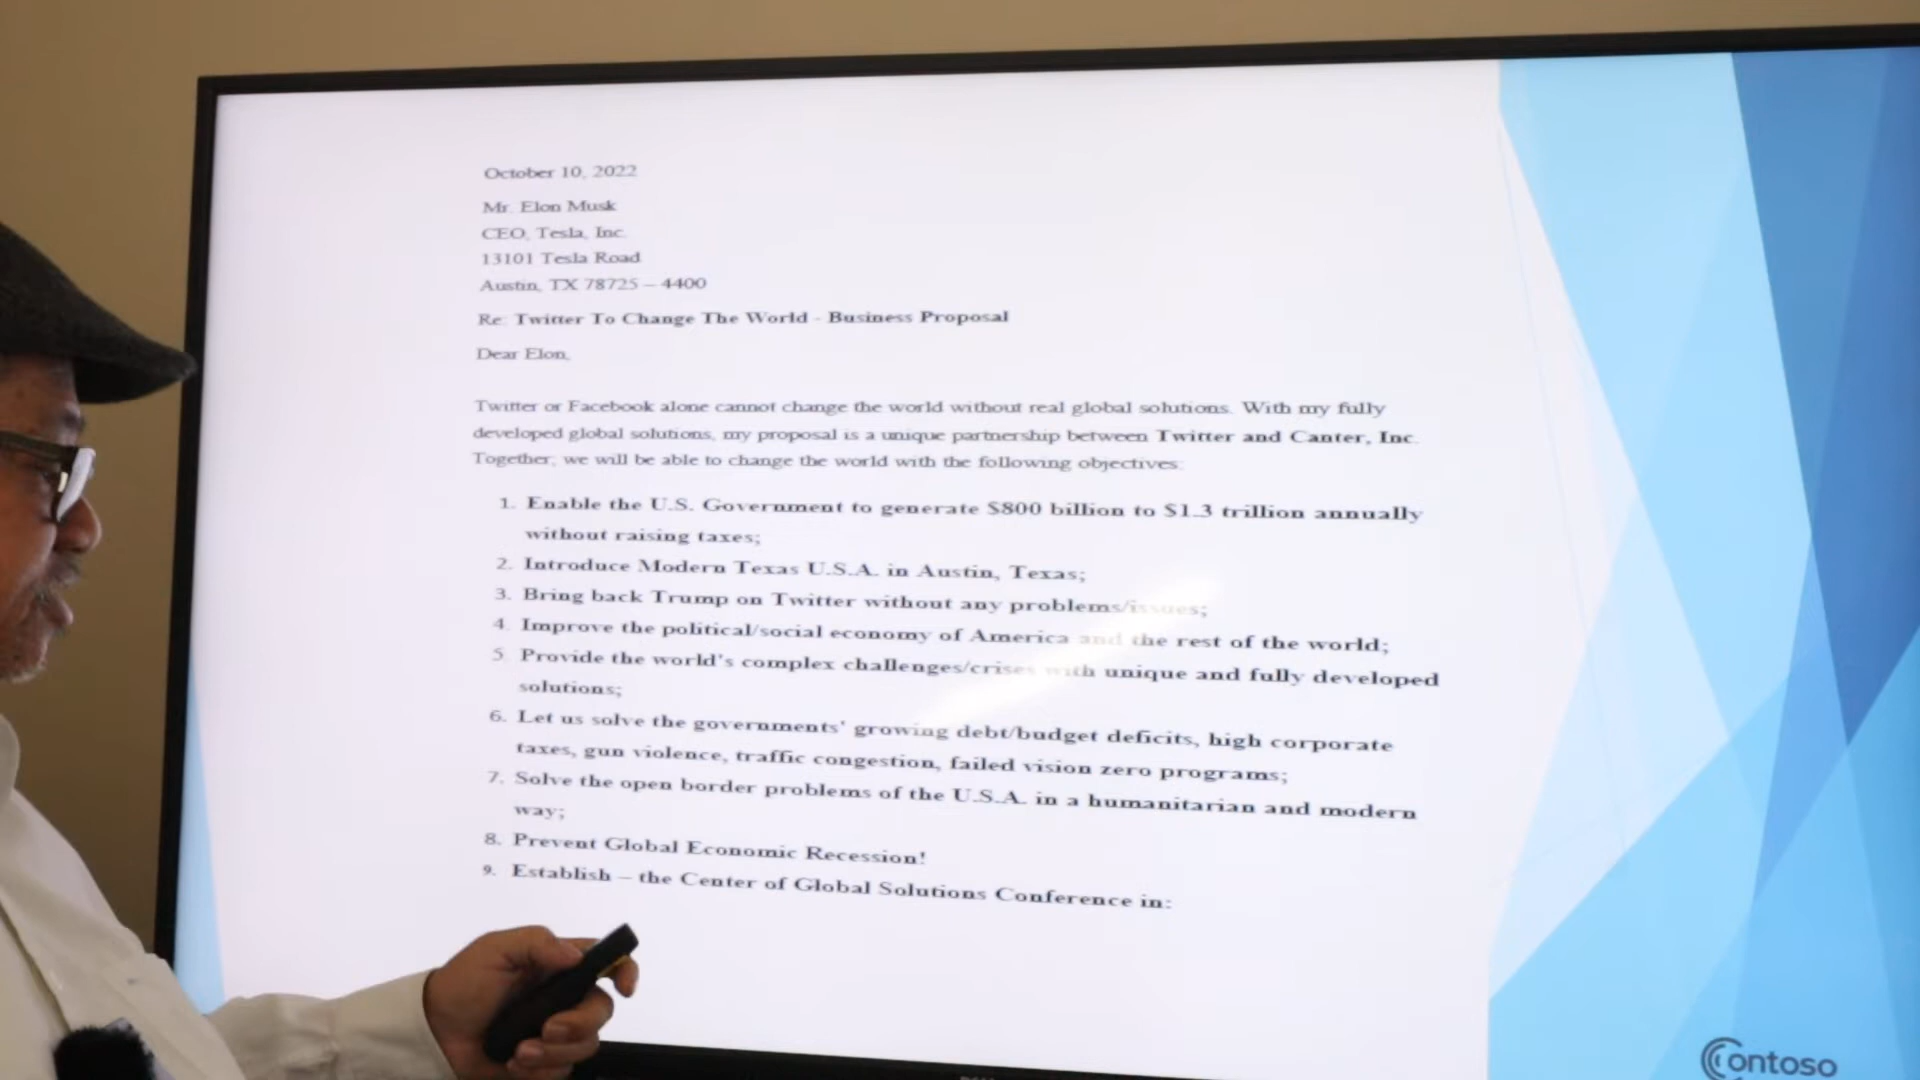 October 10, 2022
Mr. Elon Musk
CEO, Tesla, Inc.
13101 Tesla Road
Austin, TX 78725 – 4400
Re: Twitter To Change The World - Business Proposal
Dear Elon,
Twitter or Facebook alone cannot change the world without real global solutions. With my fully
developed global solutions, my proposal is a unique partnership between Twitter and Canter, Inc.
Together, we will be able to change the world with the following objectives:
1. Enable the U.S. Government to generate $800 billion to $1.3 trillion annually
without raising taxes;
2. Introduce Modern Texas U.S.A. in Austin, Texas;
3. Bring back Trump on Twitter without any problems/issues;
4. Improve the political/social economy of America and the rest of the world;
5. Provide the world's complex challenges/crises with unique and fully developed
solutions;
6. Let us solve the governments' growing debt/budget deficits, high corporate
taxes, gun violence, traffic congestion, failed vision zero programs;
7. Solve the open border problems of the U.S.A. in a humanitarian and modern
way;
8. Prevent Global Economic Recession!
9. Establish – the Center of Global Solutions Conference in:
Contoso